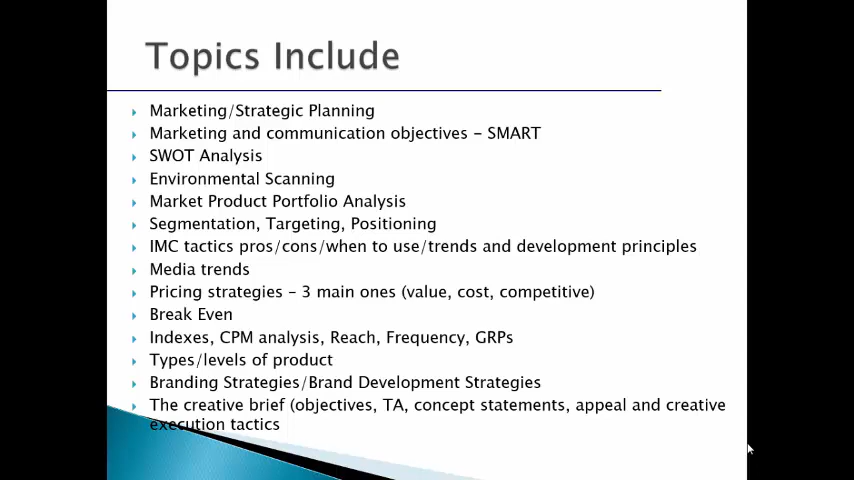 Topics Include
Marketing/Strategic Planning
Marketing and communication objectives – SMART
SWOT Analysis
Environmental Scanning
Market Product Portfolio Analysis
Segmentation, Targeting, Positioning
IMC tactics pros/cons/when to use/trends and development principles
Media trends
Pricing strategies – 3 main ones (value, cost, competitive)
Break Even
Indexes, CPM analysis, Reach, Frequency, GRPs
Types/levels of product
Branding Strategies/Brand Development Strategies
The creative brief (objectives, TA, concept statements, appeal and creative
execution tactics